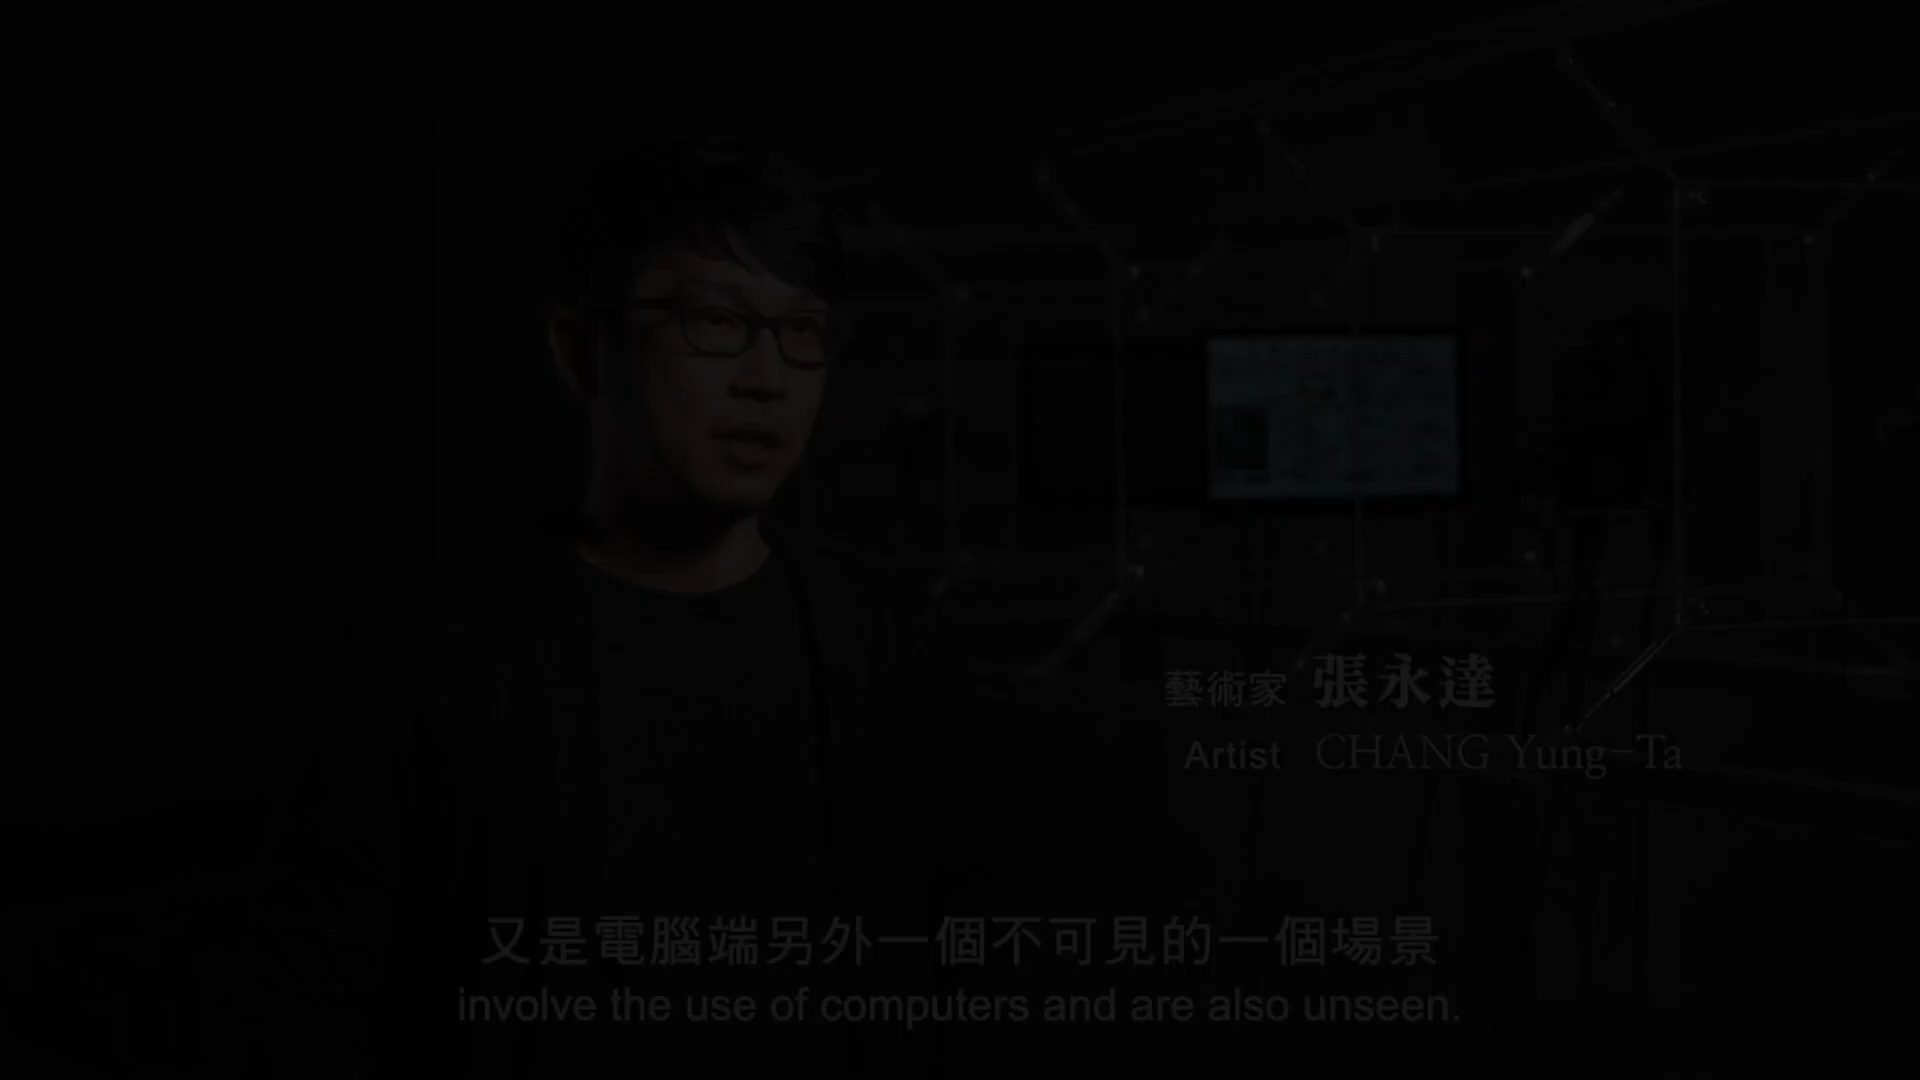 藝術家 張永達
Artist CHANG Yung-Ta
又是電腦端另外一個不可見的一個場景
involve the use of computers and are also unseen.